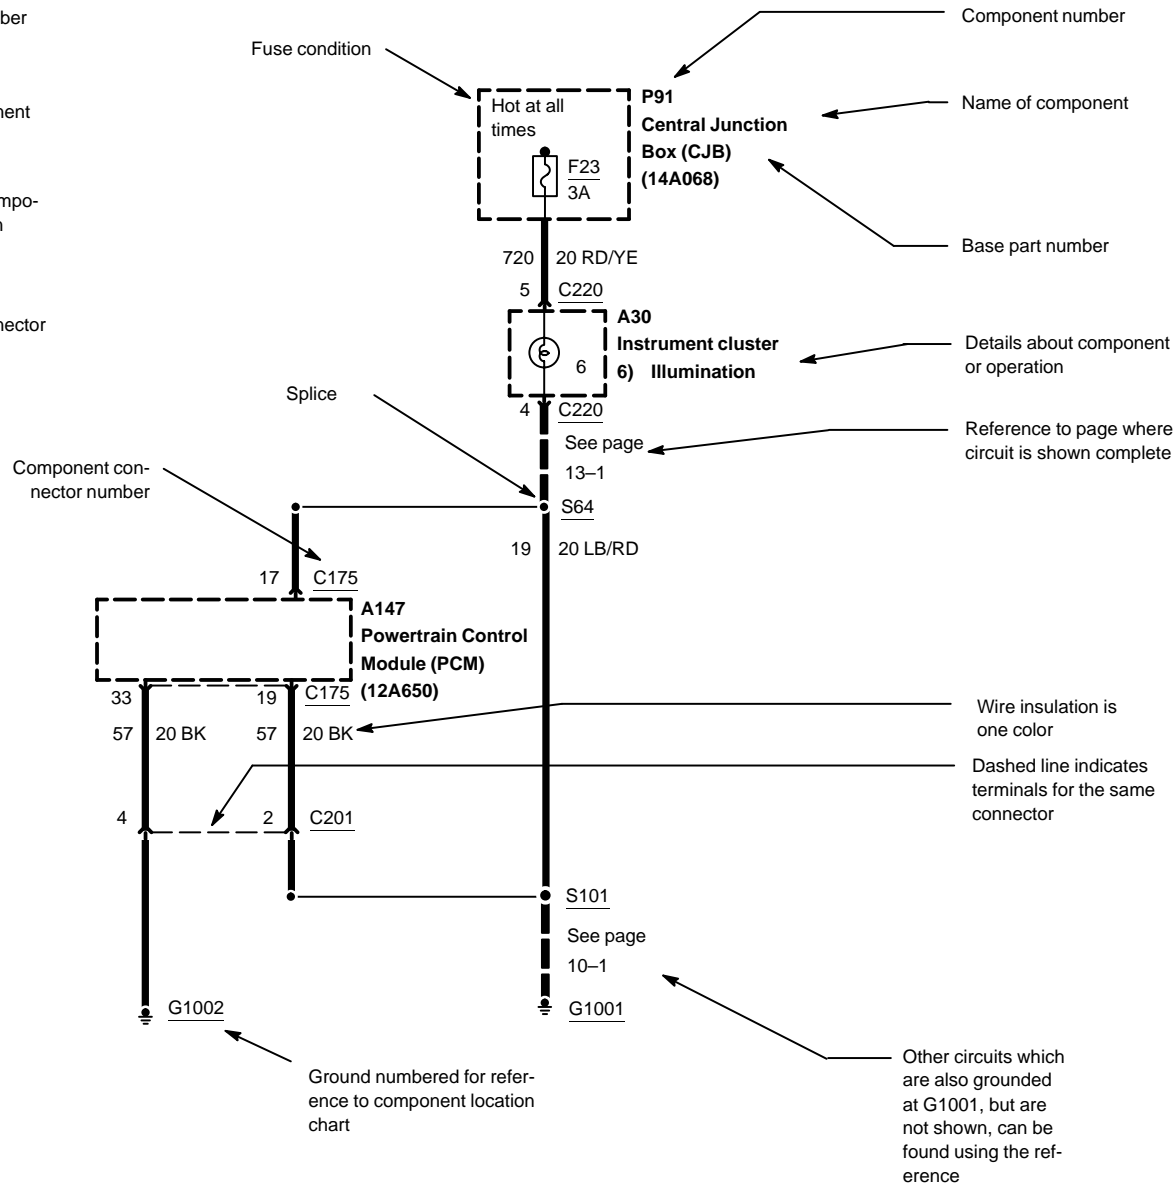 ber
nent
mpo-
n
nector
Fuse condition
Component number
Hot at all
times
F23
3A
P91
Central Junction
Box (CJB)
(14A068)
Name of component
Base part number
720 20 RD/YE
5 C220
A30
Instrument cluster
6) Illumination
6
Details about component
or operation
4 C220
See page
13–1
Reference to page where
circuit is shown complete
Splice
Component con-
nector number
S64
19 20 LB/RD
17 C175
A147
Powertrain Control
Module (PCM)
(12A650)
33 19 C175
57 20 BK 57 20 BK
Wire insulation is
one color
Dashed line indicates
terminals for the same
connector
4 2 C201
S101
See page
10–1
G1002
G1001
Ground numbered for refer-
ence to component location
chart
Other circuits which
are also grounded
at G1001, but are
not shown, can be
found using the ref-
erence